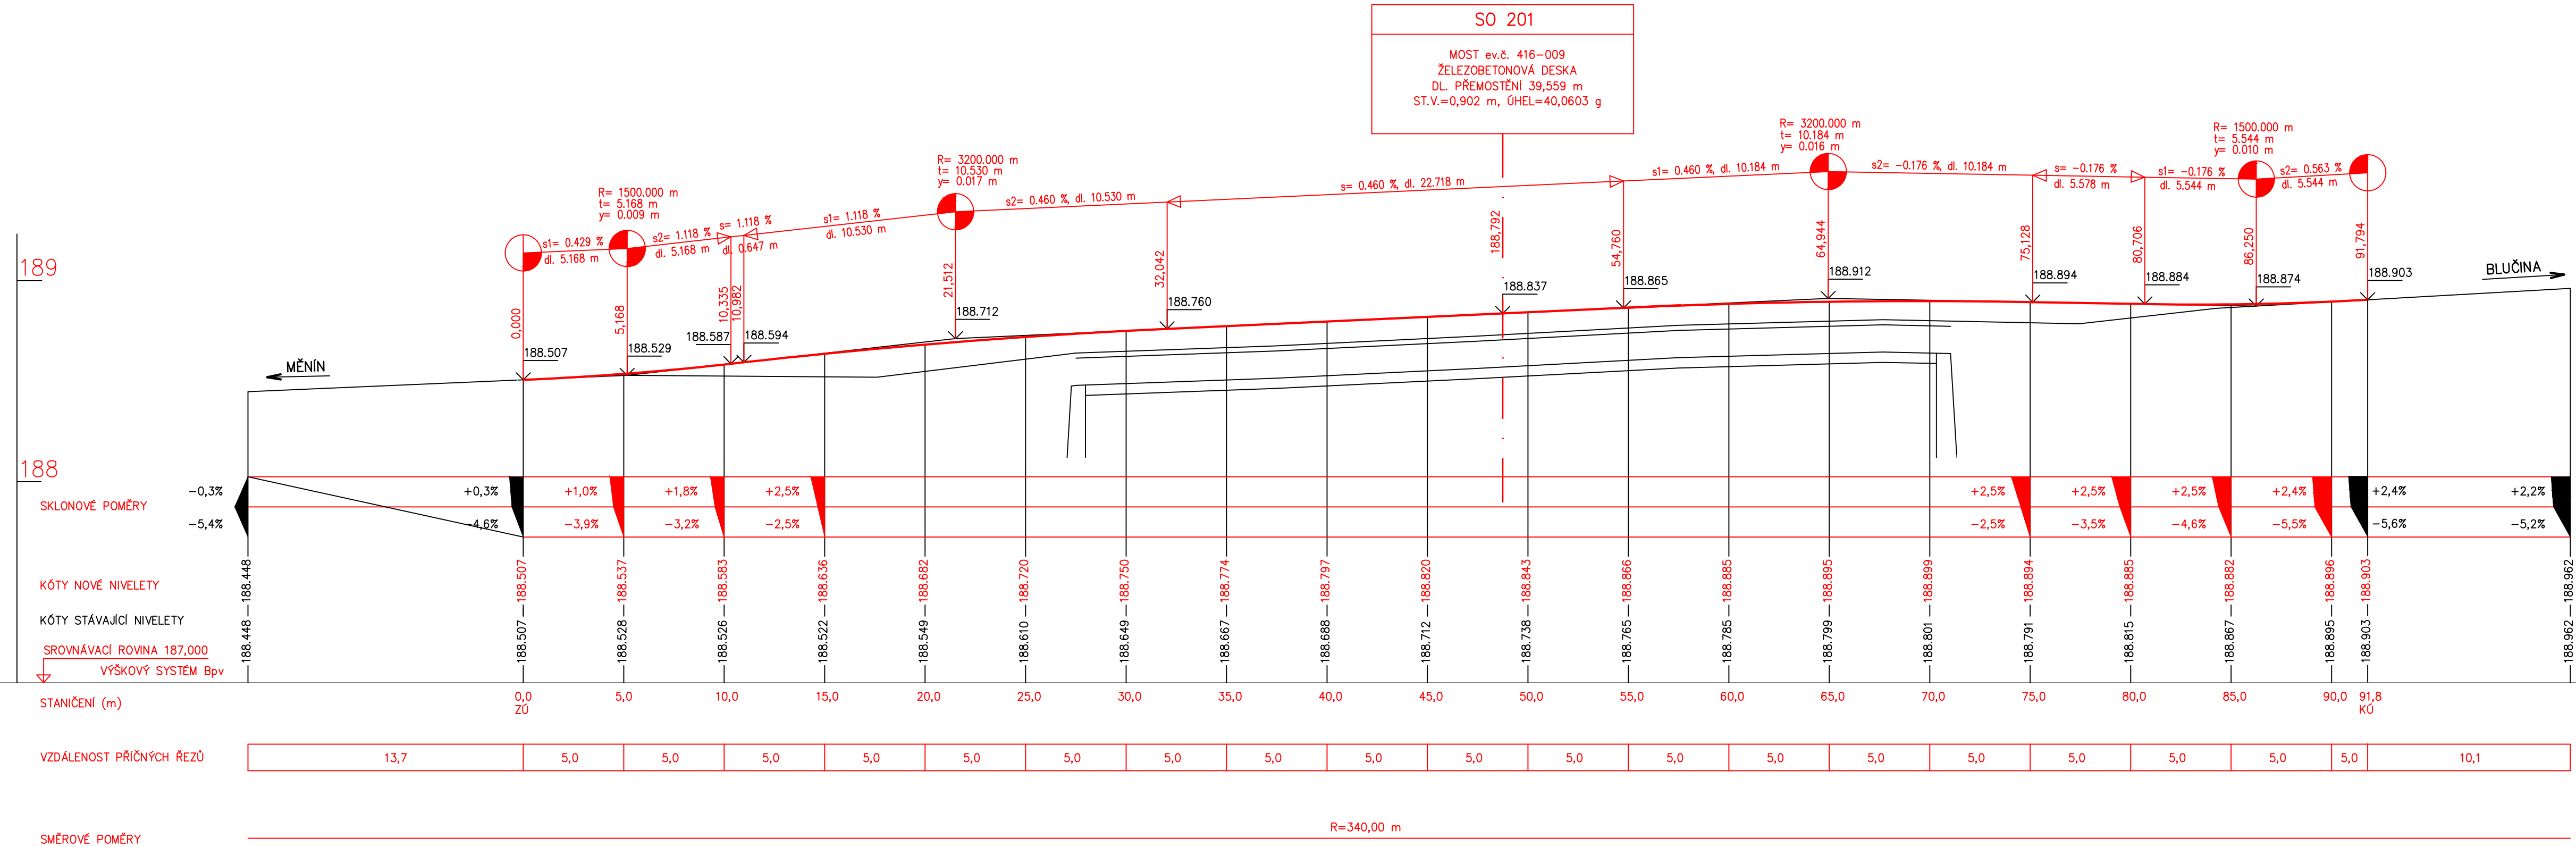 SO 201
MOST ev.č. 416-009
ŽELEZOBETONOVÁ DESKA
DL. PŘEMOSTĚNÍ 39,559 m
ST.V.=0,902 m, ÚHEL=40,0603 g
R= 1500.000 m
t= 5.168 m
y= 0.009 m
R= 3200.000 m
t= 10.530 m
y= 0.017 m
R= 3200.000 m
t= 10.184 m
y= 0.016 m
R= 1500.000 m
t= 5.544 m
y= 0.010 m
s1= 0.429 %
dl. 5.168 m
s2= 1.118 %
dl. 5.168 m
s= 1.118 %
dl. 0.647 m
s1= 1.118 %
dl. 10.530 m
s2= 0.460 %, dl. 10.530 m
s= 0.460 %, dl. 22.718 m
s1= 0.460 %, dl. 10.184 m
s2= -0.176 %, dl. 10.184 m
s= -0.176 %
dl. 5.578 m
s1= -0.176 %
dl. 5.544 m
s2= 0.563 %
dl. 5.544 m
0,000
5,168
10,335
10,982
21,512
32,042
188,792
54,760
64,944
75,128
80,706
86,250
91,794
188.507
188.529
188.587
188.594
188.712
188.760
188.837
188.865
188.912
188.894
188.884
188.874
188.903
189
188
MĚNÍN
BLUČINA
SKLONOVÉ POMĚRY
-0,3% +0,3% +1,0% +1,8% +2,5% +2,5% +2,5% +2,5% +2,4% +2,4% +2,2%
-5,4% -4,6% -3,9% -3,2% -2,5% -2,5% -3,5% -4,6% -5,5% -5,6% -5,2%
KÓTY NOVÉ NIVELETY
188.448 188.507 188.537 188.583 188.636 188.682 188.720 188.750 188.774 188.797 188.820 188.843 188.866 188.885 188.895 188.899 188.894 188.885 188.882 188.896 188.903 188.962
KÓTY STÁVAJÍCÍ NIVELETY
188.448 188.507 188.528 188.526 188.522 188.549 188.610 188.649 188.667 188.688 188.712 188.738 188.765 188.785 188.799 188.801 188.791 188.815 188.867 188.895 188.903 188.962
SROVNÁVACÍ ROVINA 187,000
VÝŠKOVÝ SYSTÉM Bpv
STANIČENÍ (m)
0,0 5,0 10,0 15,0 20,0 25,0 30,0 35,0 40,0 45,0 50,0 55,0 60,0 65,0 70,0 75,0 80,0 85,0 90,0 91,8
ZÚ KÚ
VZDÁLENOST PŘÍČNÝCH ŘEZŮ
13,7 5,0 5,0 5,0 5,0 5,0 5,0 5,0 5,0 5,0 5,0 5,0 5,0 5,0 5,0 5,0 5,0 5,0 5,0 10,1
R=340,00 m
SMĚROVÉ POMĚRY